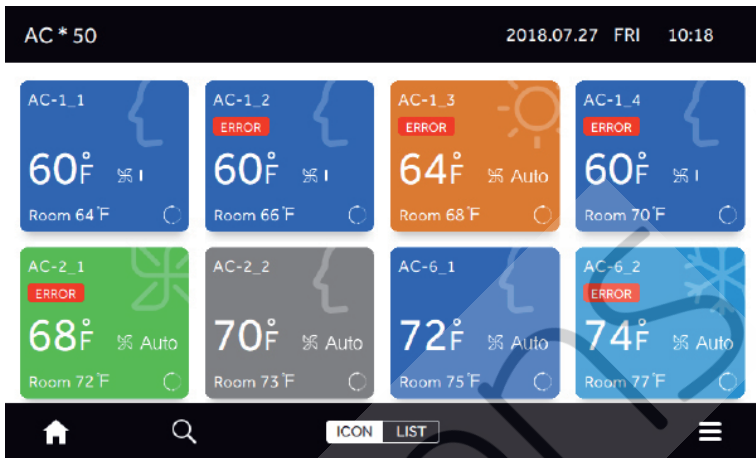 AC * 50 2018.07.27 FRI 10:18
AC-1_1 AC-1_2 AC-1_3 AC-1_4
ERROR ERROR ERROR
60°F I 60°F I 64°F Auto 60°F I
Room 64°F Room 66°F Room 68°F Room 70°F
AC-2_1 AC-2_2 AC-6_1 AC-6_2
ERROR ERROR
68°F Auto 70°F Auto 72°F Auto 74°F Auto
Room 72°F Room 73°F Room 75°F Room 77°F
ICON LIST